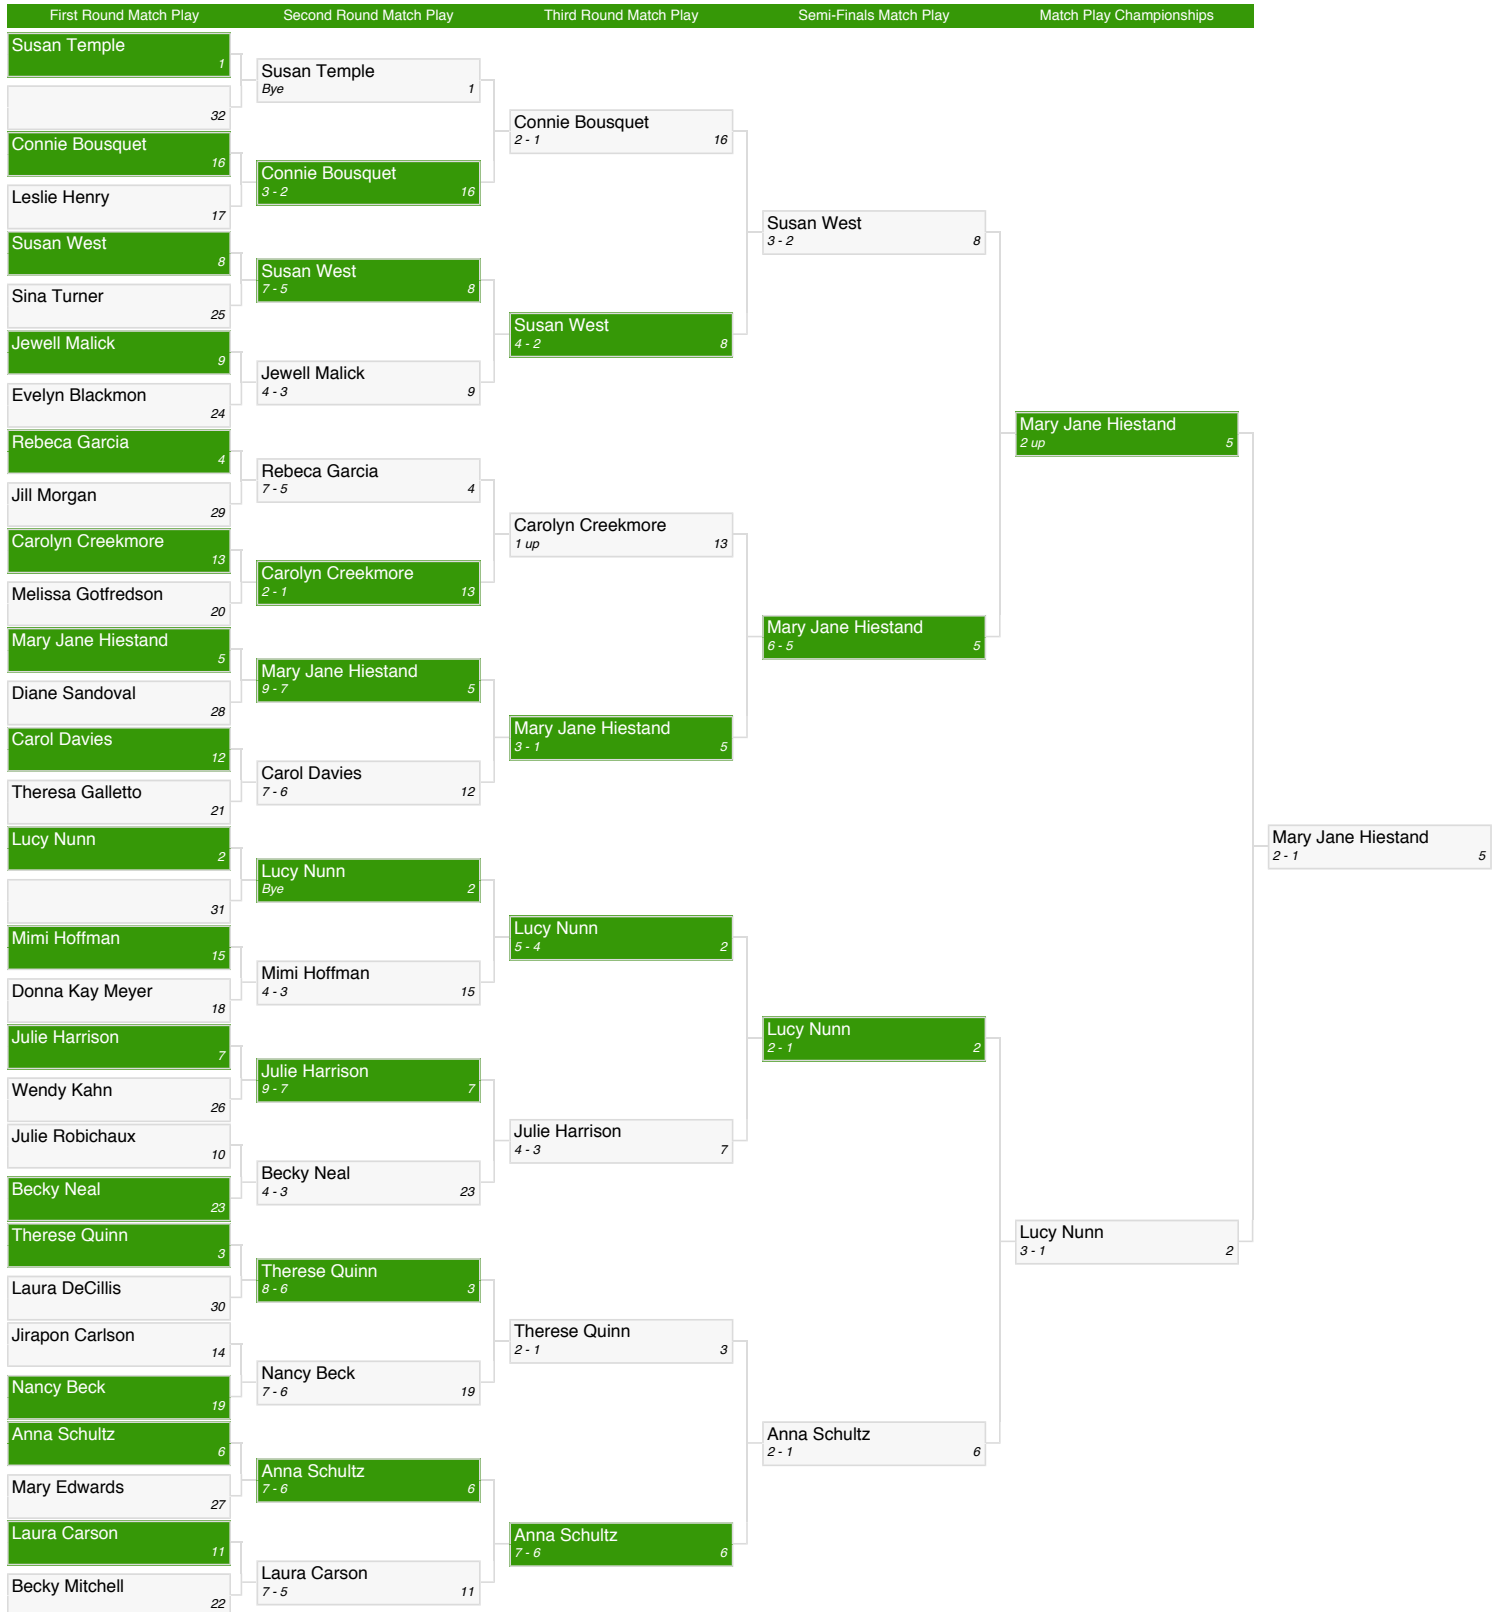 First Round Match Play
Second Round Match Play
Third Round Match Play
Semi-Finals Match Play
Match Play Championships
Susan Temple
1
32
Connie Bousquet
16
Leslie Henry
17
Susan West
8
Sina Turner
25
Jewell Malick
9
Evelyn Blackmon
24
Rebeca Garcia
4
Jill Morgan
29
Carolyn Creekmore
13
Melissa Gotfredson
20
Mary Jane Hiestand
5
Diane Sandoval
28
Carol Davies
12
Theresa Galletto
21
Lucy Nunn
2
31
Mimi Hoffman
15
Donna Kay Meyer
18
Julie Harrison
7
Wendy Kahn
26
Julie Robichaux
10
Becky Neal
23
Therese Quinn
3
Laura DeCillis
30
Jirapon Carlson
14
Nancy Beck
19
Anna Schultz
6
Mary Edwards
27
Laura Carson
11
Becky Mitchell
22
Susan Temple
Bye 1
Connie Bousquet
3 - 2 16
Susan West
7 - 5 8
Jewell Malick
4 - 3 9
Rebeca Garcia
7 - 5 4
Carolyn Creekmore
2 - 1 13
Mary Jane Hiestand
9 - 7 5
Carol Davies
7 - 6 12
Lucy Nunn
Bye 2
Mimi Hoffman
4 - 3 15
Julie Harrison
9 - 7 7
Becky Neal
4 - 3 23
Therese Quinn
8 - 6 3
Nancy Beck
7 - 6 19
Anna Schultz
7 - 6 6
Laura Carson
7 - 5 11
Connie Bousquet
2 - 1 16
Susan West
4 - 2 8
Carolyn Creekmore
1 up 13
Mary Jane Hiestand
3 - 1 5
Lucy Nunn
5 - 4 2
Julie Harrison
4 - 3 7
Therese Quinn
2 - 1 3
Anna Schultz
7 - 6 6
Susan West
3 - 2 8
Mary Jane Hiestand
6 - 5 5
Lucy Nunn
2 - 1 2
Anna Schultz
2 - 1 6
Mary Jane Hiestand
2 up 5
Lucy Nunn
3 - 1 2
Mary Jane Hiestand
2 - 1 5